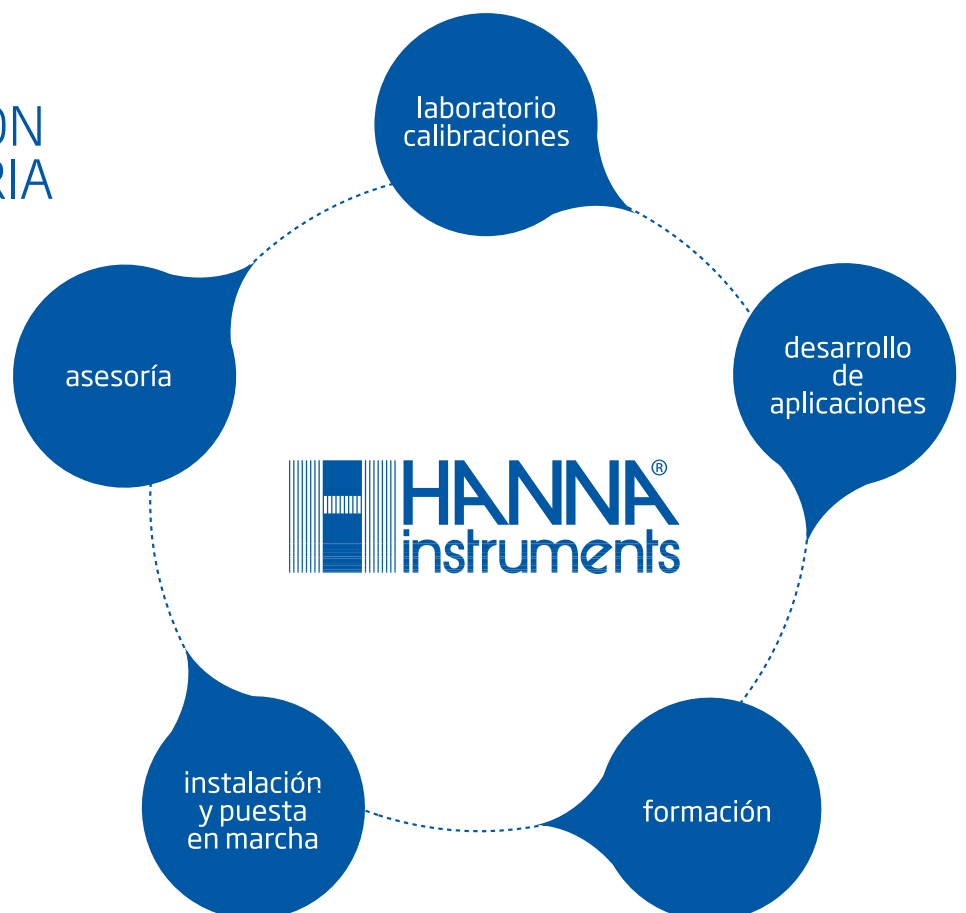 ON
RIA
laboratorio
calibraciones
asesoría
desarrollo
de
aplicaciones
HANNA®
instruments
instalación
y puesta
en marcha
formación